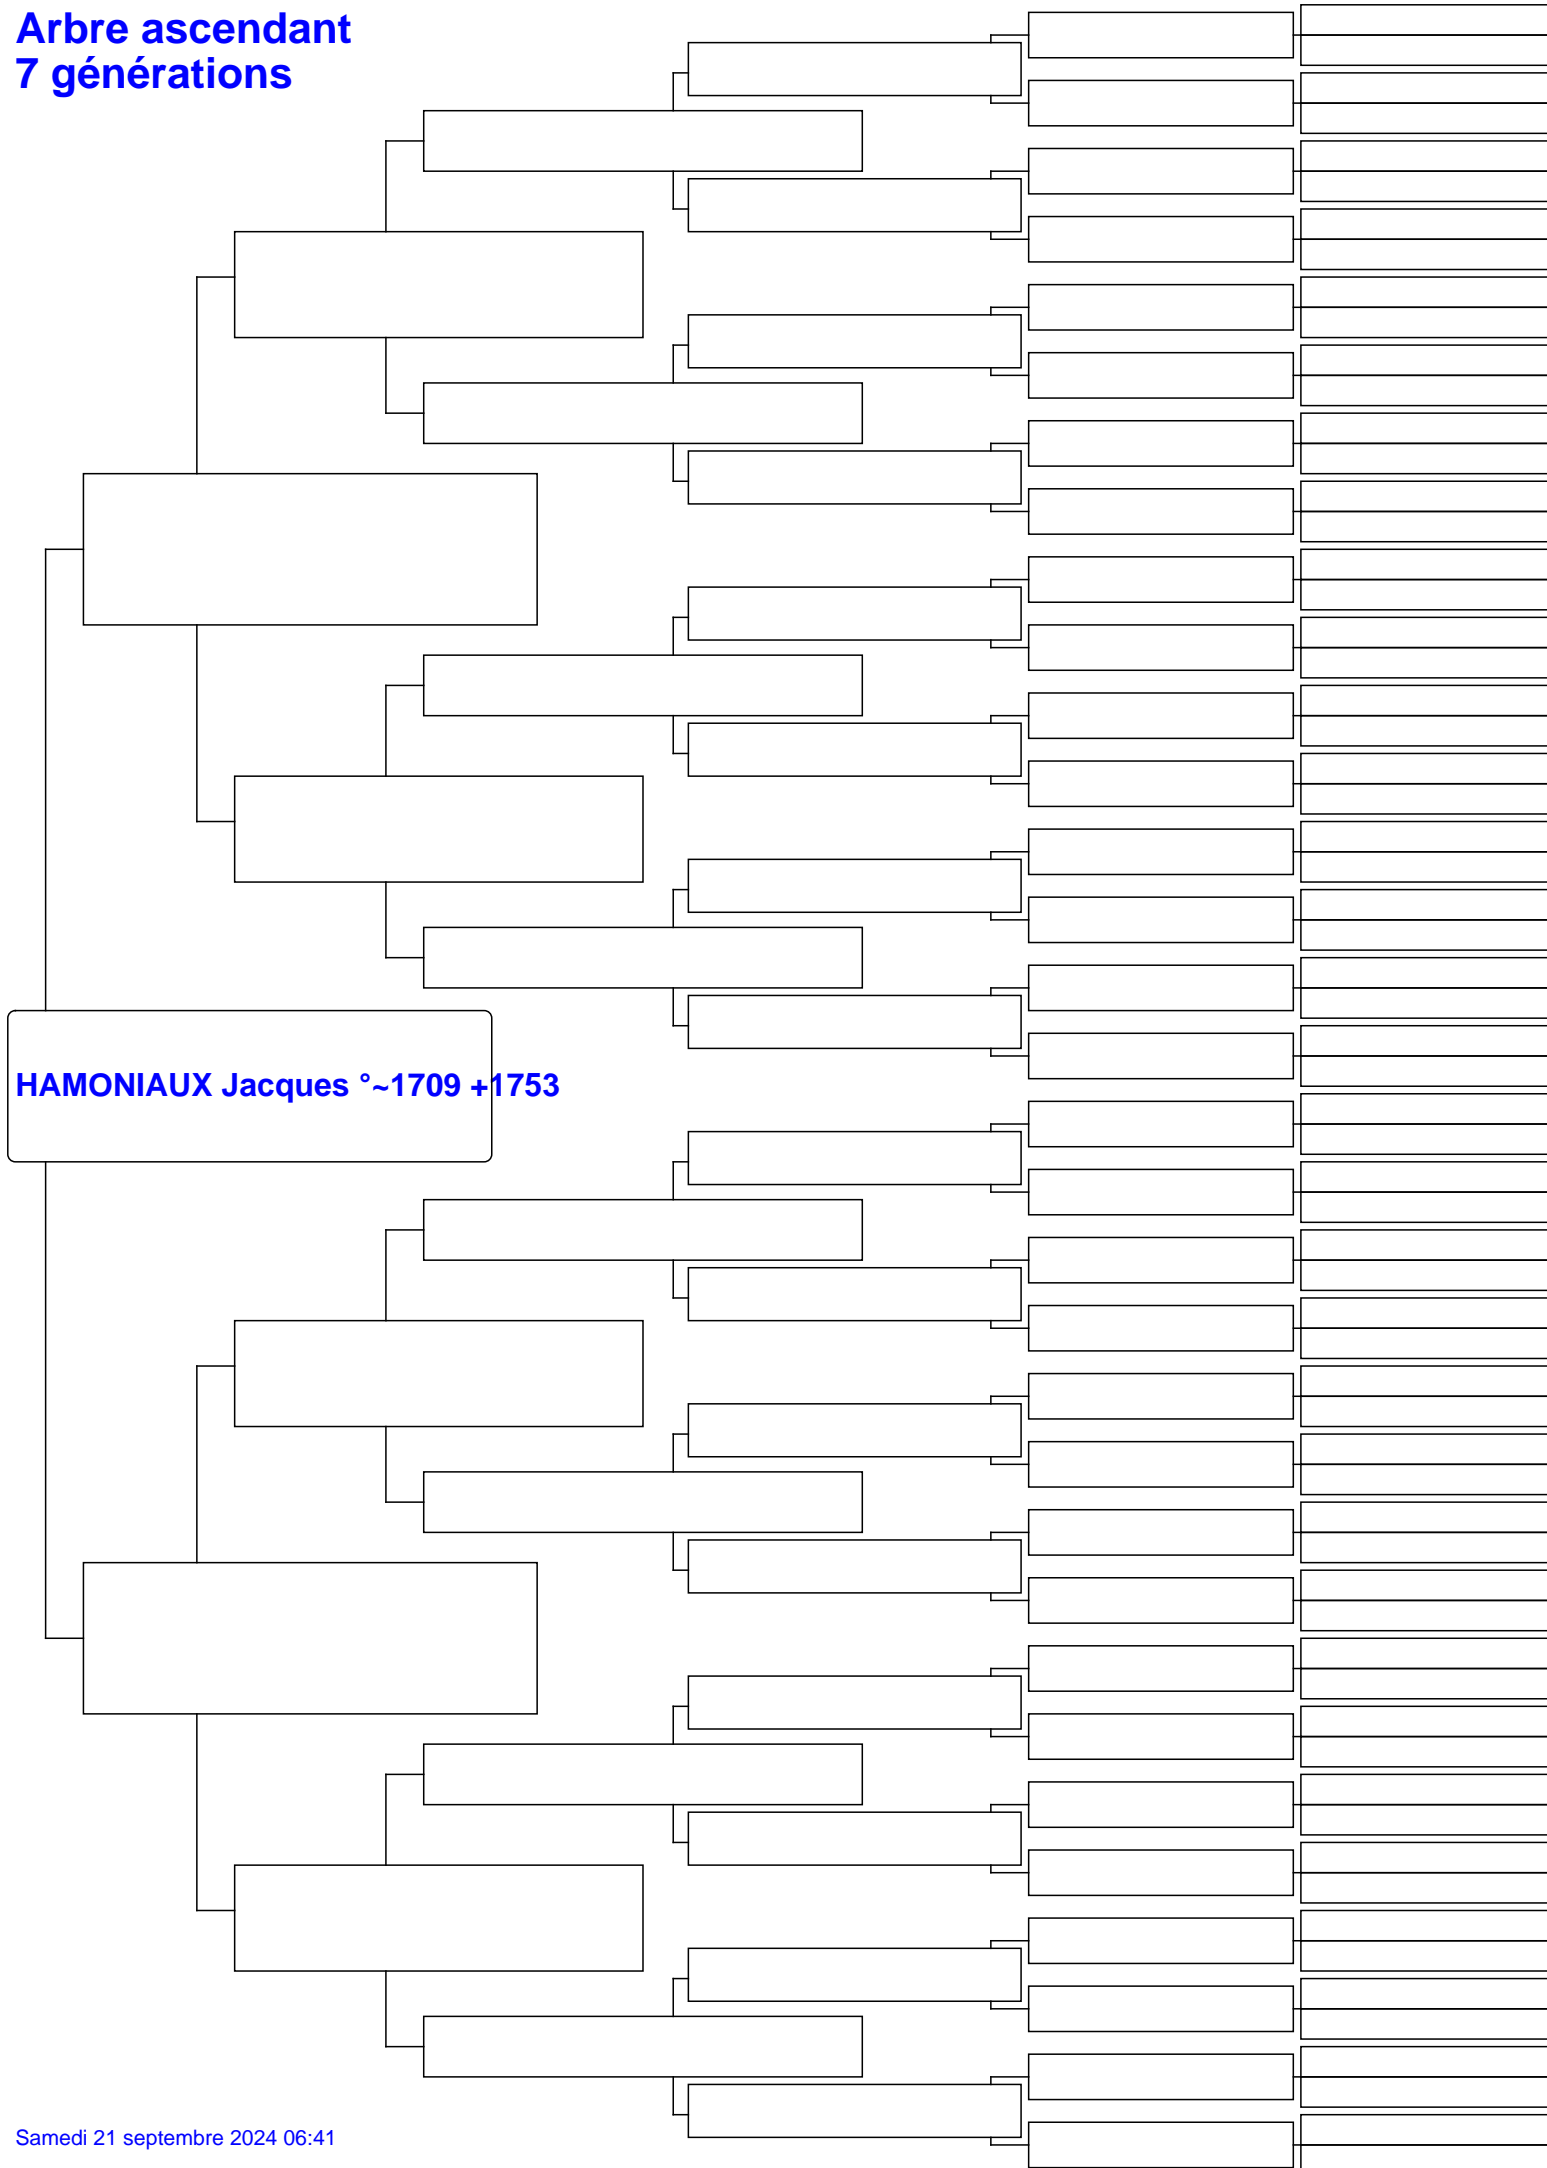 Arbre ascendant
7 générations
HAMONIAUX Jacques °~1709 +1753
Samedi 21 septembre 2024 06:41